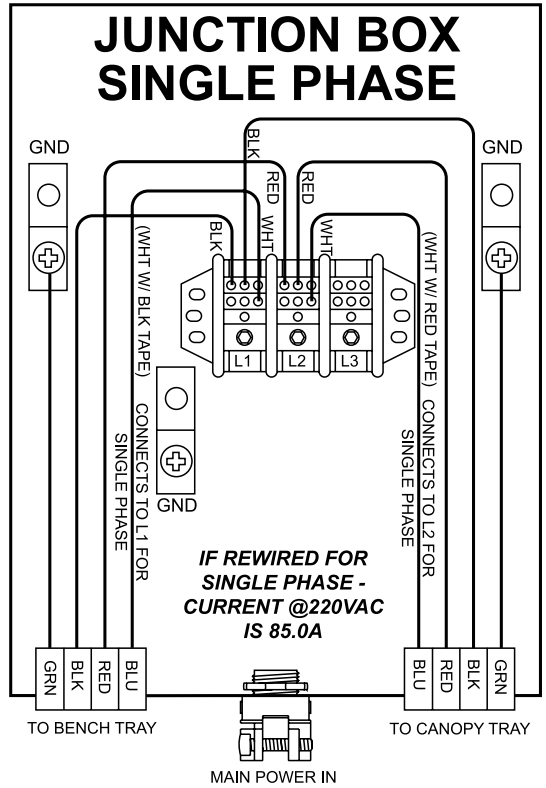 JUNCTION BOX
SINGLE PHASE
GND
GND
BLK
RED
RED
BLK
WHT
WHT
(WHT W/ BLK TAPE) CONNECTS TO L1 FOR
SINGLE PHASE
(WHT W/ RED TAPE) CONNECTS TO L2 FOR
SINGLE PHASE
L1
L2
L3
GND
IF REWIRED FOR
SINGLE PHASE -
CURRENT @220VAC
IS 85.0A
GRN
BLK
RED
BLU
BLU
RED
BLK
GRN
TO BENCH TRAY
TO CANOPY TRAY
MAIN POWER IN